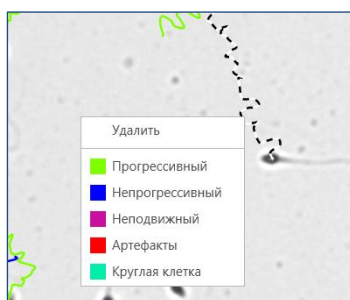 Удалить
Прогрессивный
Непрогрессивный
Неподвижный
Артефакты
Круглая клетка